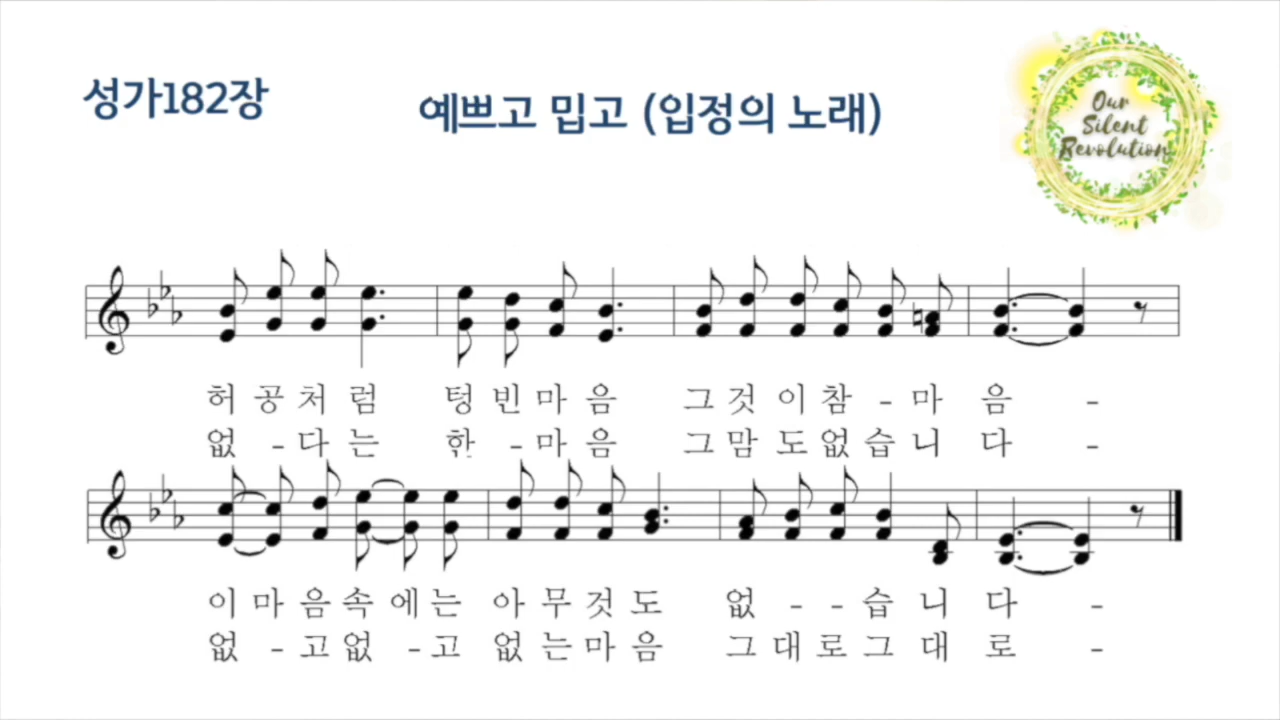 성가182장
예쁘고 밉고 (입정의 노래)
Our
Silent
Revolution
허 공 처 럼 텅 빈 마 음 그 것 이 참 - 마 음 -
없 - 다 는 한 - 마 음 그 맘 도 없 습 니 다 -
이 마 음 속 에 는 아 무 것 도 없 - - 습 니 다 -
없 - 고 없 - 고 없 는 마 음 그 대 로 그 대 로 -